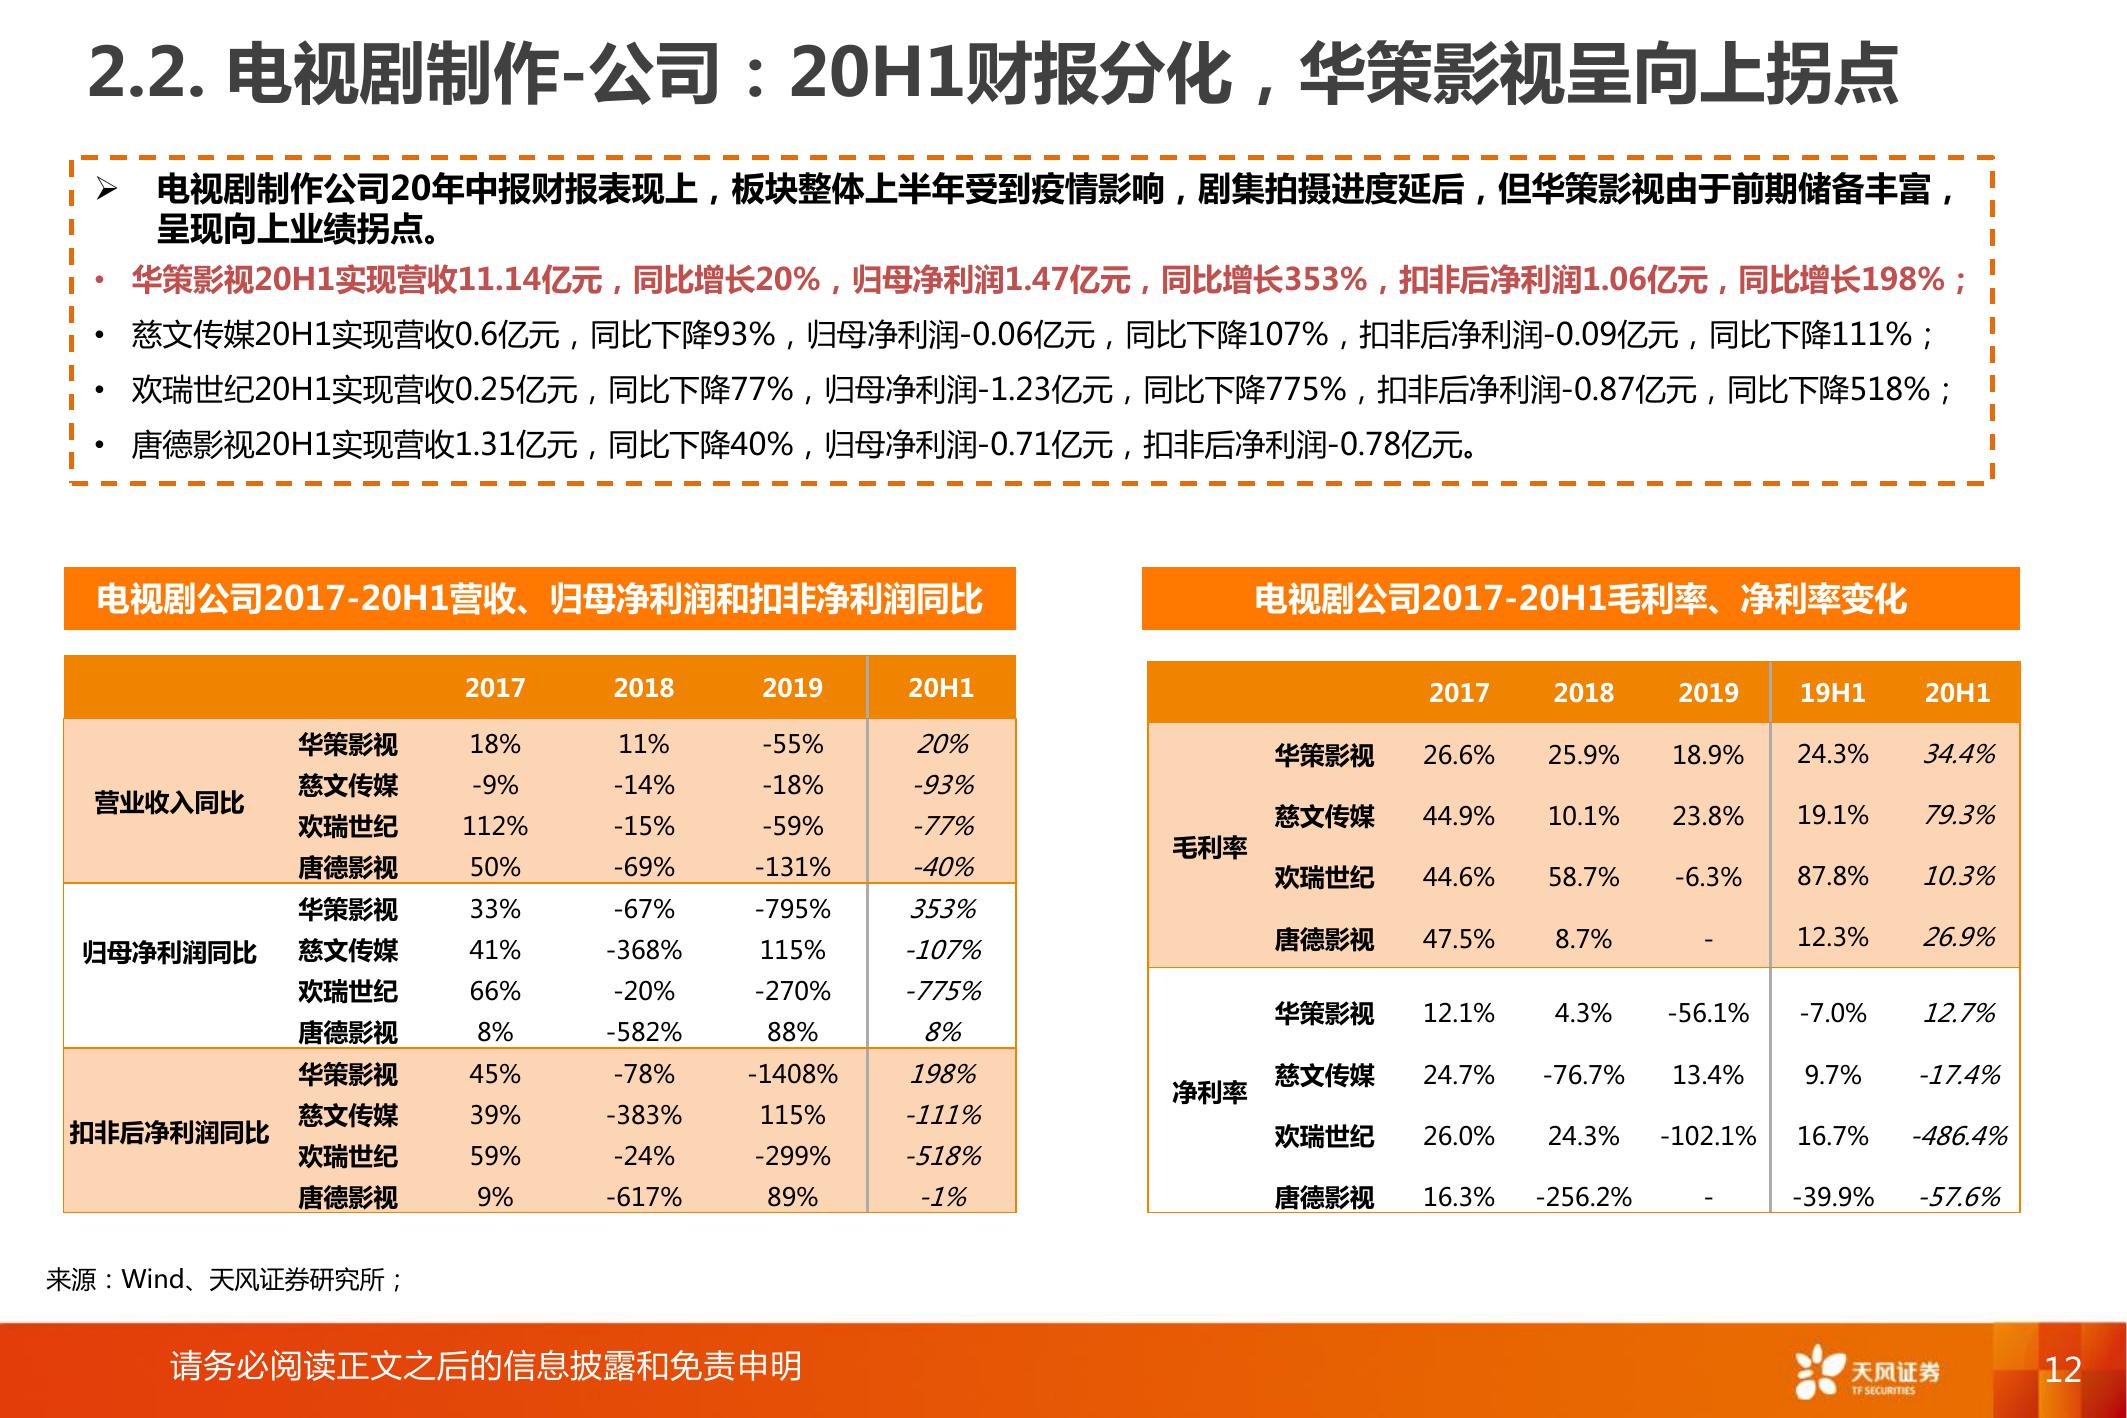 2.2. 电视剧制作-公司：20H1财报分化，华策影视呈向上拐点
➢ 电视剧制作公司20年中报财报表现上，板块整体上半年受到疫情影响，剧集拍摄进度延后，但华策影视由于前期储备丰富，
呈现向上业绩拐点。
• 华策影视20H1实现营收11.14亿元，同比增长20%，归母净利润1.47亿元，同比增长353%，扣非后净利润1.06亿元，同比增长198%；
• 慈文传媒20H1实现营收0.6亿元，同比下降93%，归母净利润-0.06亿元，同比下降107%，扣非后净利润-0.09亿元，同比下降111%；
• 欢瑞世纪20H1实现营收0.25亿元，同比下降77%，归母净利润-1.23亿元，同比下降775%，扣非后净利润-0.87亿元，同比下降518%；
• 唐德影视20H1实现营收1.31亿元，同比下降40%，归母净利润-0.71亿元，扣非后净利润-0.78亿元。
电视剧公司2017-20H1营收、归母净利润和扣非净利润同比
2017 2018 2019 20H1
营业收入同比
华策影视 18% 11% -55% 20%
慈文传媒 -9% -14% -18% -93%
欢瑞世纪 112% -15% -59% -77%
唐德影视 50% -69% -131% -40%
归母净利润同比
华策影视 33% -67% -795% 353%
慈文传媒 41% -368% 115% -107%
欢瑞世纪 66% -20% -270% -775%
唐德影视 8% -582% 88% 8%
扣非后净利润同比
华策影视 45% -78% -1408% 198%
慈文传媒 39% -383% 115% -111%
欢瑞世纪 59% -24% -299% -518%
唐德影视 9% -617% 89% -1%
电视剧公司2017-20H1毛利率、净利率变化
2017 2018 2019 19H1 20H1
毛利率
华策影视 26.6% 25.9% 18.9% 24.3% 34.4%
慈文传媒 44.9% 10.1% 23.8% 19.1% 79.3%
欢瑞世纪 44.6% 58.7% -6.3% 87.8% 10.3%
唐德影视 47.5% 8.7% - 12.3% 26.9%
净利率
华策影视 12.1% 4.3% -56.1% -7.0% 12.7%
慈文传媒 24.7% -76.7% 13.4% 9.7% -17.4%
欢瑞世纪 26.0% 24.3% -102.1% 16.7% -486.4%
唐德影视 16.3% -256.2% - -39.9% -57.6%
来源：Wind、天风证券研究所；
请务必阅读正文之后的信息披露和免责申明
天风证券
TF SECURITIES
12